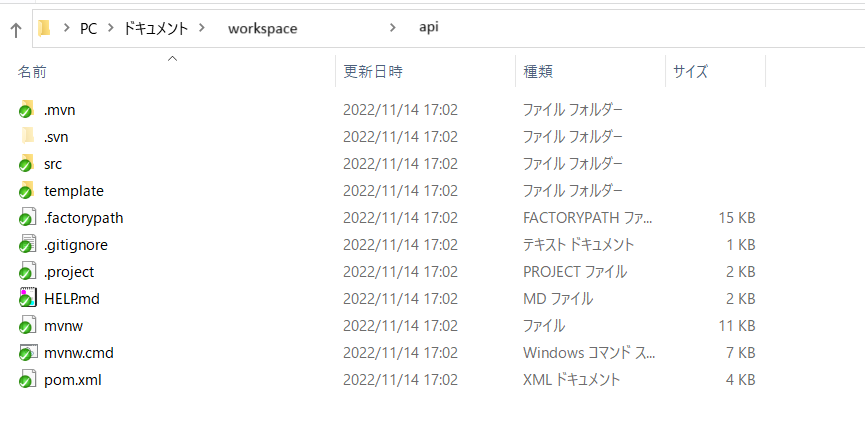 PC ドキュメント workspace api
名前 更新日時 種類 サイズ
.mvn 2022/11/14 17:02 ファイル フォルダー
.svn 2022/11/14 17:02 ファイル フォルダー
src 2022/11/14 17:02 ファイル フォルダー
template 2022/11/14 17:02 ファイル フォルダー
.factorypath 2022/11/14 17:02 FACTORYPATH ファ... 15 KB
.gitignore 2022/11/14 17:02 テキスト ドキュメント 1 KB
.project 2022/11/14 17:02 PROJECT ファイル 2 KB
HELP.md 2022/11/14 17:02 MD ファイル 2 KB
mvnw 2022/11/14 17:02 ファイル 11 KB
mvnw.cmd 2022/11/14 17:02 Windows コマンド ス... 7 KB
pom.xml 2022/11/14 17:02 XML ドキュメント 4 KB